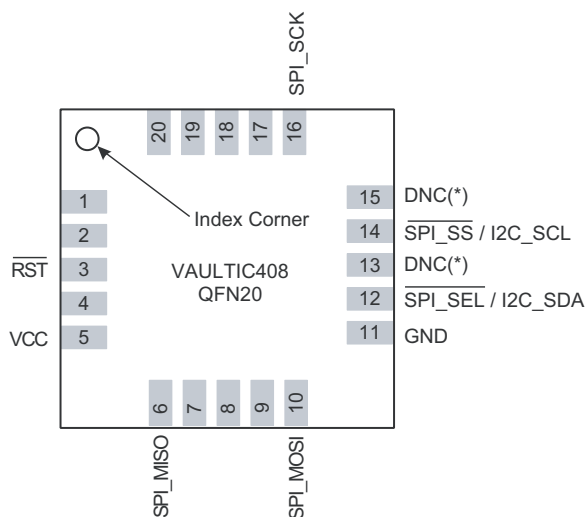 SPI_SCK
20 19 18 17 16
1
2
RST 3
4
VCC 5
Index Corner
VAULTIC408
QFN20
15 DNC(*)
14 SPI_SS / I2C_SCL
13 DNC(*)
12 SPI_SEL / I2C_SDA
11 GND
6 7 8 9 10
SPI_MISO
SPI_MOSI